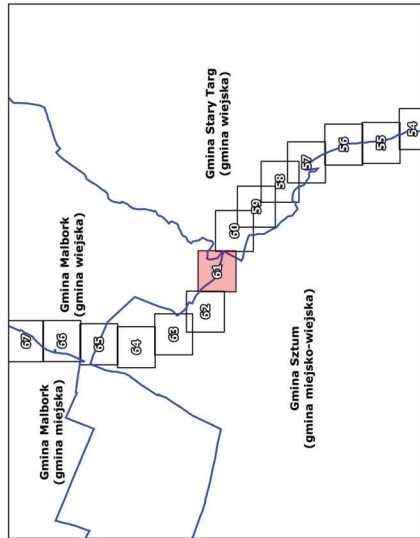 Gmina Malbork
(gmina miejska)
Gmina Malbork
(gmina wiejska)
Gmina Stary Targ
(gmina wiejska)
Gmina Sztum
(gmina miejsko-wiejska)
67
66
65
64
63
62
61
60
59
58
57
56
55
54